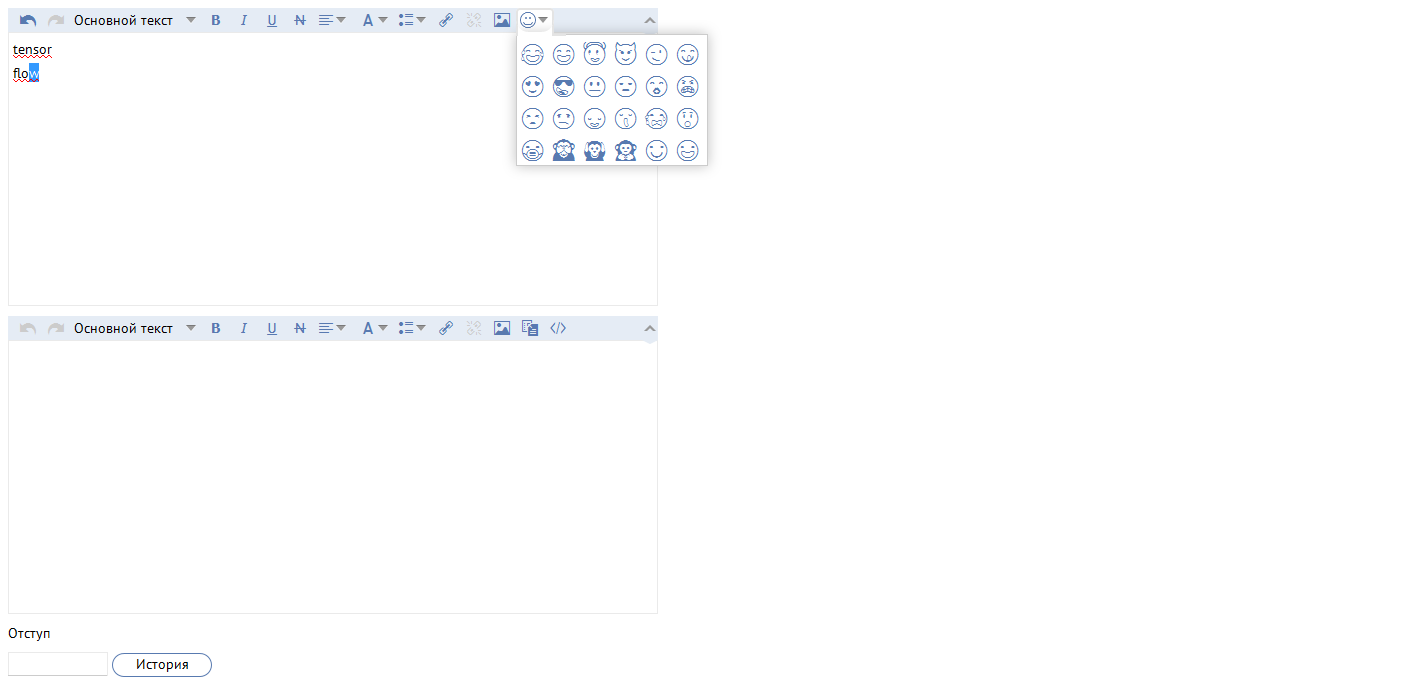 Основной текст B I U N A
tensor
flow
Основной текст B I U N A </>
Отступ
История